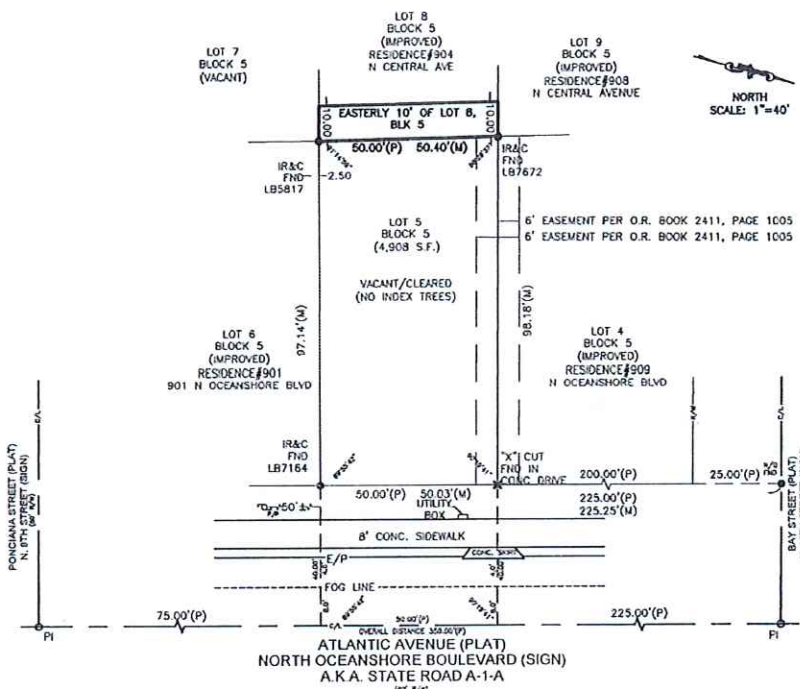 LOT 8
BLOCK 5
(IMPROVED)
RESIDENCE#904
N CENTRAL AVE
LOT 7
BLOCK 5
(VACANT)
LOT 9
BLOCK 5
(IMPROVED)
RESIDENCE#908
N CENTRAL AVENUE
NORTH
SCALE: 1"=40'
10.00
EASTERLY 10' OF LOT 8,
BLK 5
10.00
50.00'(P) 50.40'(M)
IR&C
FND
LB5817
2.50
IR&C
FND
LB7672
6' EASEMENT PER O.R. BOOK 2411, PAGE 1005
6' EASEMENT PER O.R. BOOK 2411, PAGE 1005
LOT 5
BLOCK 5
(4,908 S.F.)
VACANT/CLEARED
(NO INDEX TREES)
97.14'(M)
98.18'(M)
LOT 6
BLOCK 5
(IMPROVED)
RESIDENCE#901
901 N OCEANSHORE BLVD
LOT 4
BLOCK 5
(IMPROVED)
RESIDENCE#909
N OCEANSHORE BLVD
IR&C
FND
LB7164
"X" CUT
FND IN
CONC. DRIVE
200.00'(P)
25.00'(P)
50.00'(P) 50.03'(M)
225.00'(P)
225.25'(M)
UTILITY
BOX
8' CONC. SIDEWALK
E/P
FOG LINE
PONCIANA STREET (PLAT)
N. 9TH STREET (SIGN)
BAY STREET (PLAT)
75.00'(P)
50.00'(P)
225.00'(P)
OVERALL DISTANCE 350.00'(P)
PI
PI
ATLANTIC AVENUE (PLAT)
NORTH OCEANSHORE BOULEVARD (SIGN)
A.K.A. STATE ROAD A-1-A